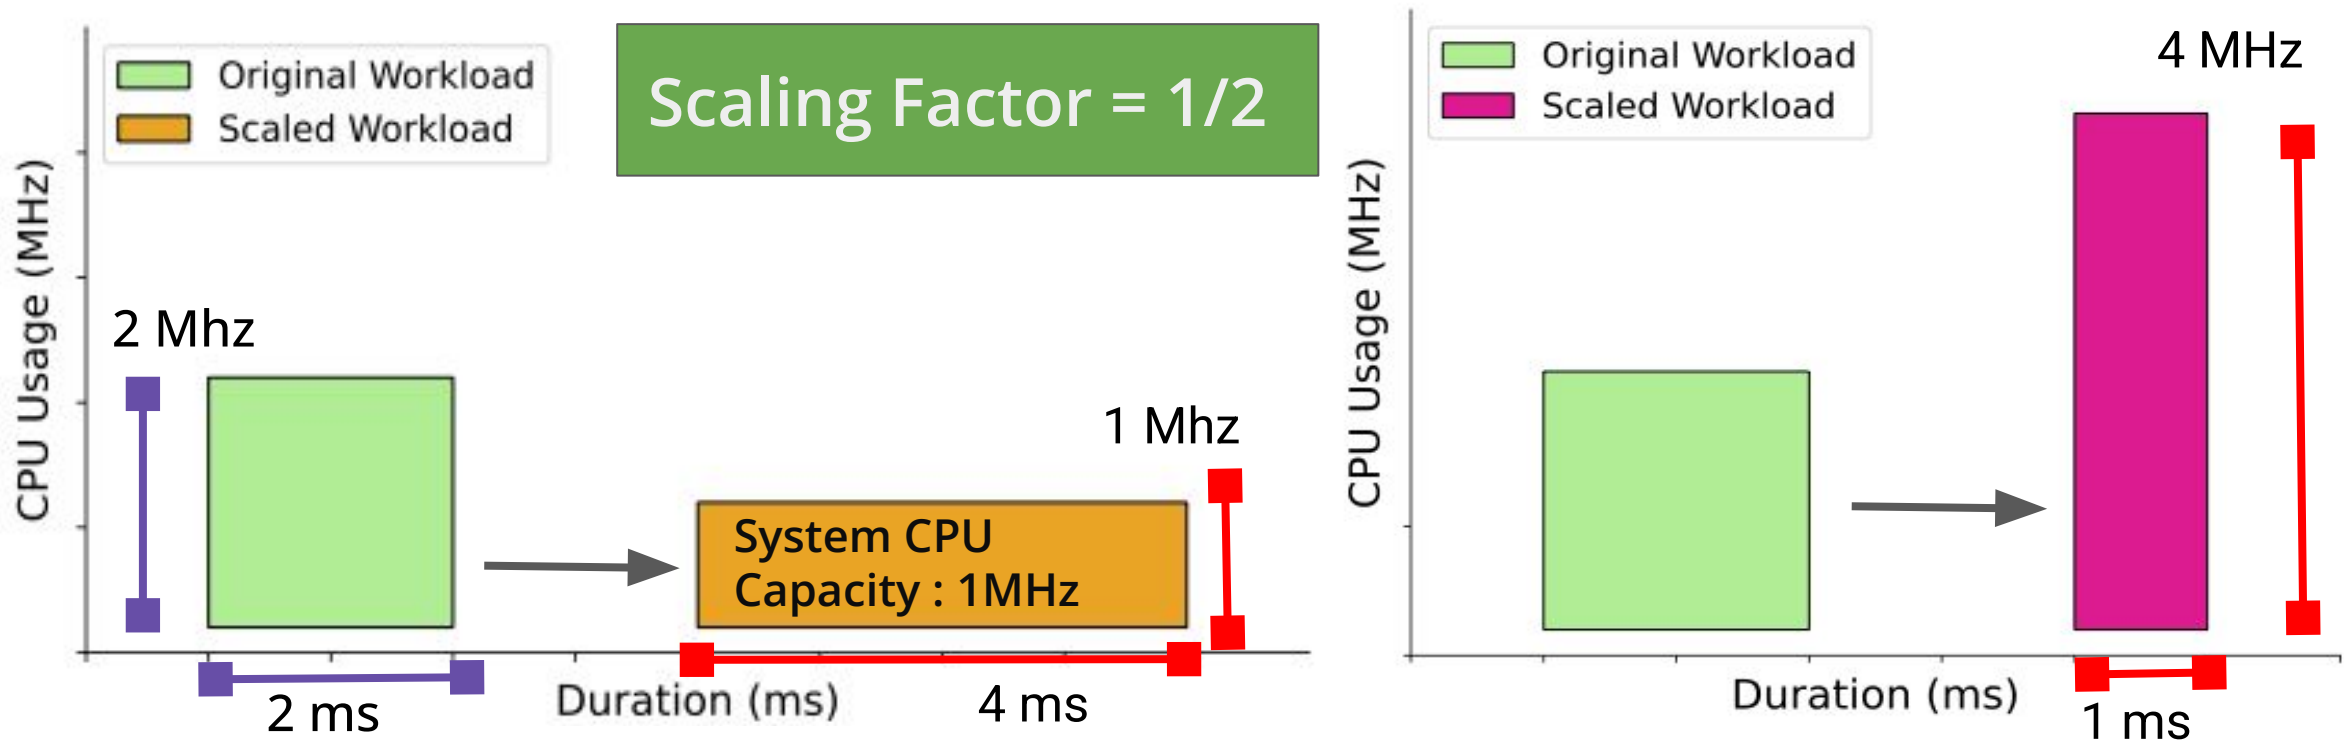 Original Workload
Scaled Workload
Scaling Factor = 1/2
CPU Usage (MHz)
2 Mhz
1 Mhz
System CPU
Capacity : 1MHz
2 ms
Duration (ms)
4 ms
Original Workload
Scaled Workload
4 MHz
CPU Usage (MHz)
Duration (ms)
1 ms